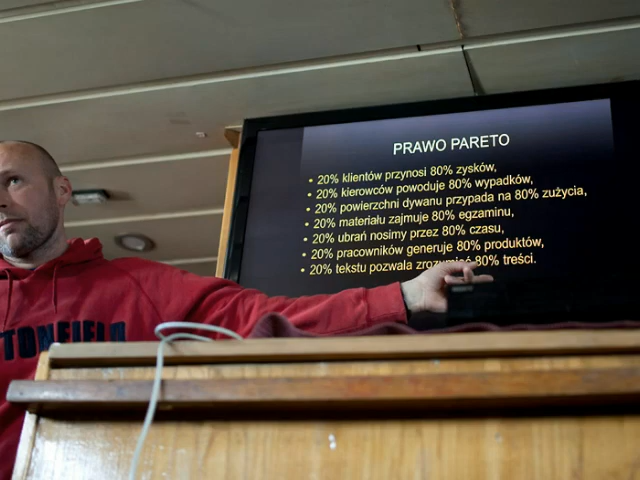 PRAWO PARETO
• 20% klientów przynosi 80% zysków,
• 20% kierowców powoduje 80% wypadków,
• 20% powierzchni dywanu przypada na 80% zużycia,
• 20% materiału zajmuje 80% egzaminu,
• 20% ubrań nosimy przez 80% czasu,
• 20% pracowników generuje 80% produktów,
• 20% tekstu pozwala zrozumieć 80% treści.